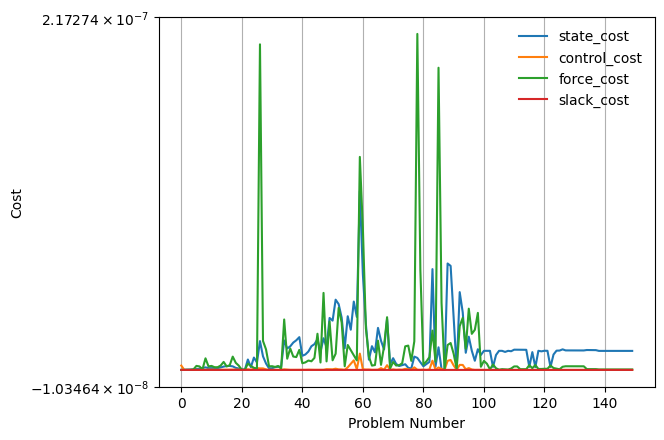 2.17274 × 10⁻⁷
state_cost
control_cost
force_cost
slack_cost
Cost
−1.03464 × 10⁻⁸
0 20 40 60 80 100 120 140
Problem Number